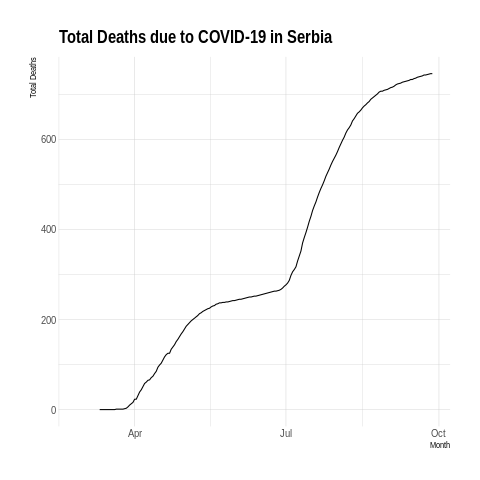 Total Deaths due to COVID-19 in Serbia
Total Deaths
600
400
200
0
Apr
Jul
Oct
Month